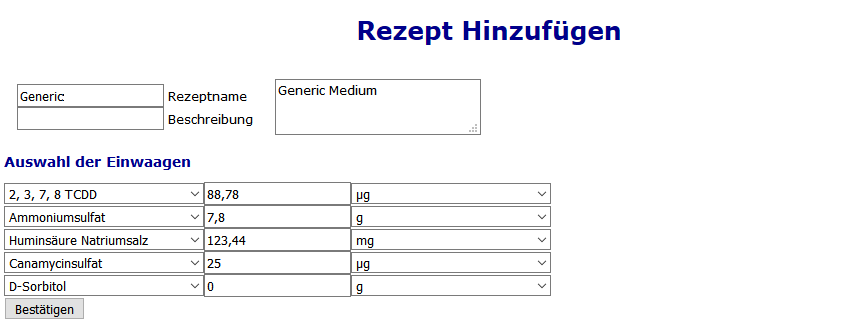 Rezept Hinzufügen
Generic Rezeptname
Generic Medium
Beschreibung
Auswahl der Einwaagen
2, 3, 7, 8 TCDD 88,78 µg
Ammoniumsulfat 7,8 g
Huminsäure Natriumsalz 123,44 mg
Canamycinsulfat 25 µg
D-Sorbitol 0 g
Bestätigen